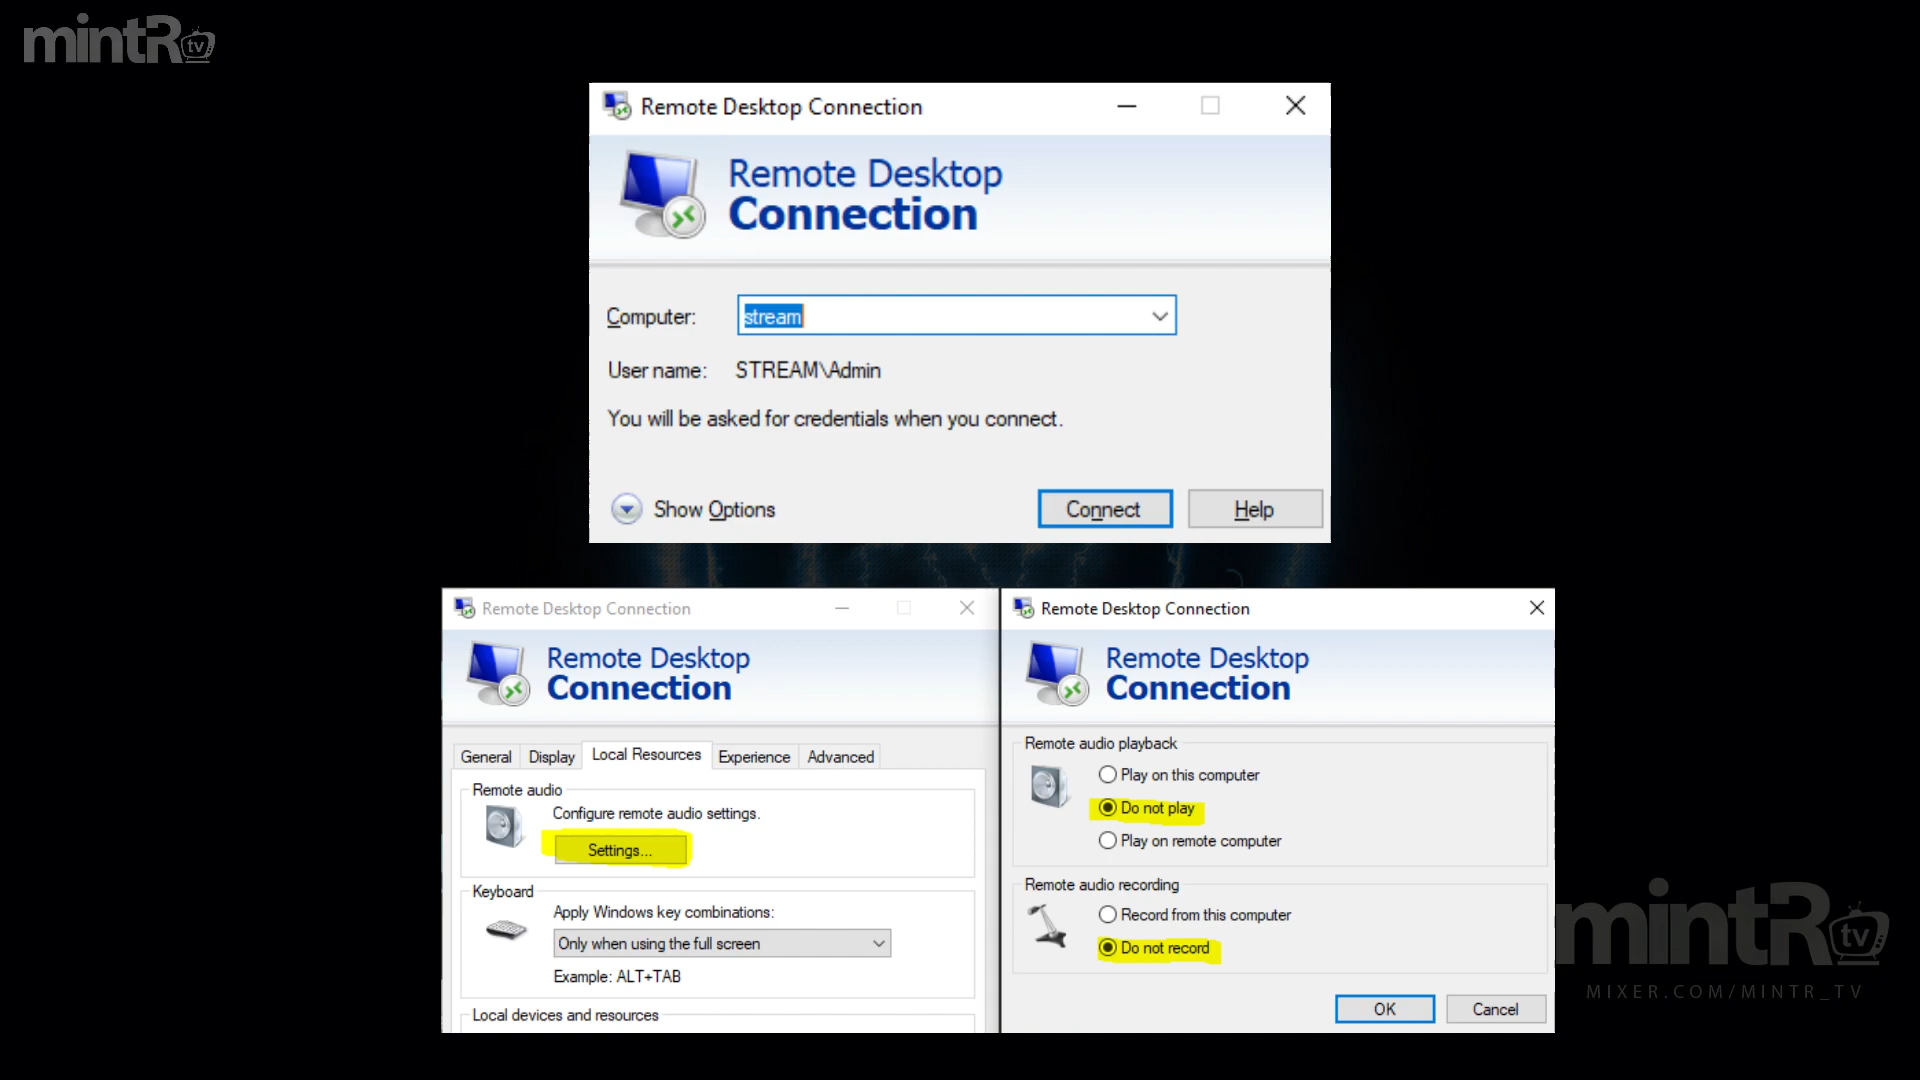 mintR tv
Remote Desktop Connection
Remote Desktop
Connection
Computer:
stream
User name:
STREAM\Admin
You will be asked for credentials when you connect.
Show Options
Connect
Help
Remote Desktop Connection
Remote Desktop
Connection
General
Display
Local Resources
Experience
Advanced
Remote audio
Configure remote audio settings.
Settings...
Keyboard
Apply Windows key combinations:
Only when using the full screen
Example: ALT+TAB
Local devices and resources
Remote Desktop Connection
Remote Desktop
Connection
Remote audio playback
Play on this computer
Do not play
Play on remote computer
Remote audio recording
Record from this computer
Do not record
OK
Cancel
mintR tv
MIXER.COM/MINTR_TV